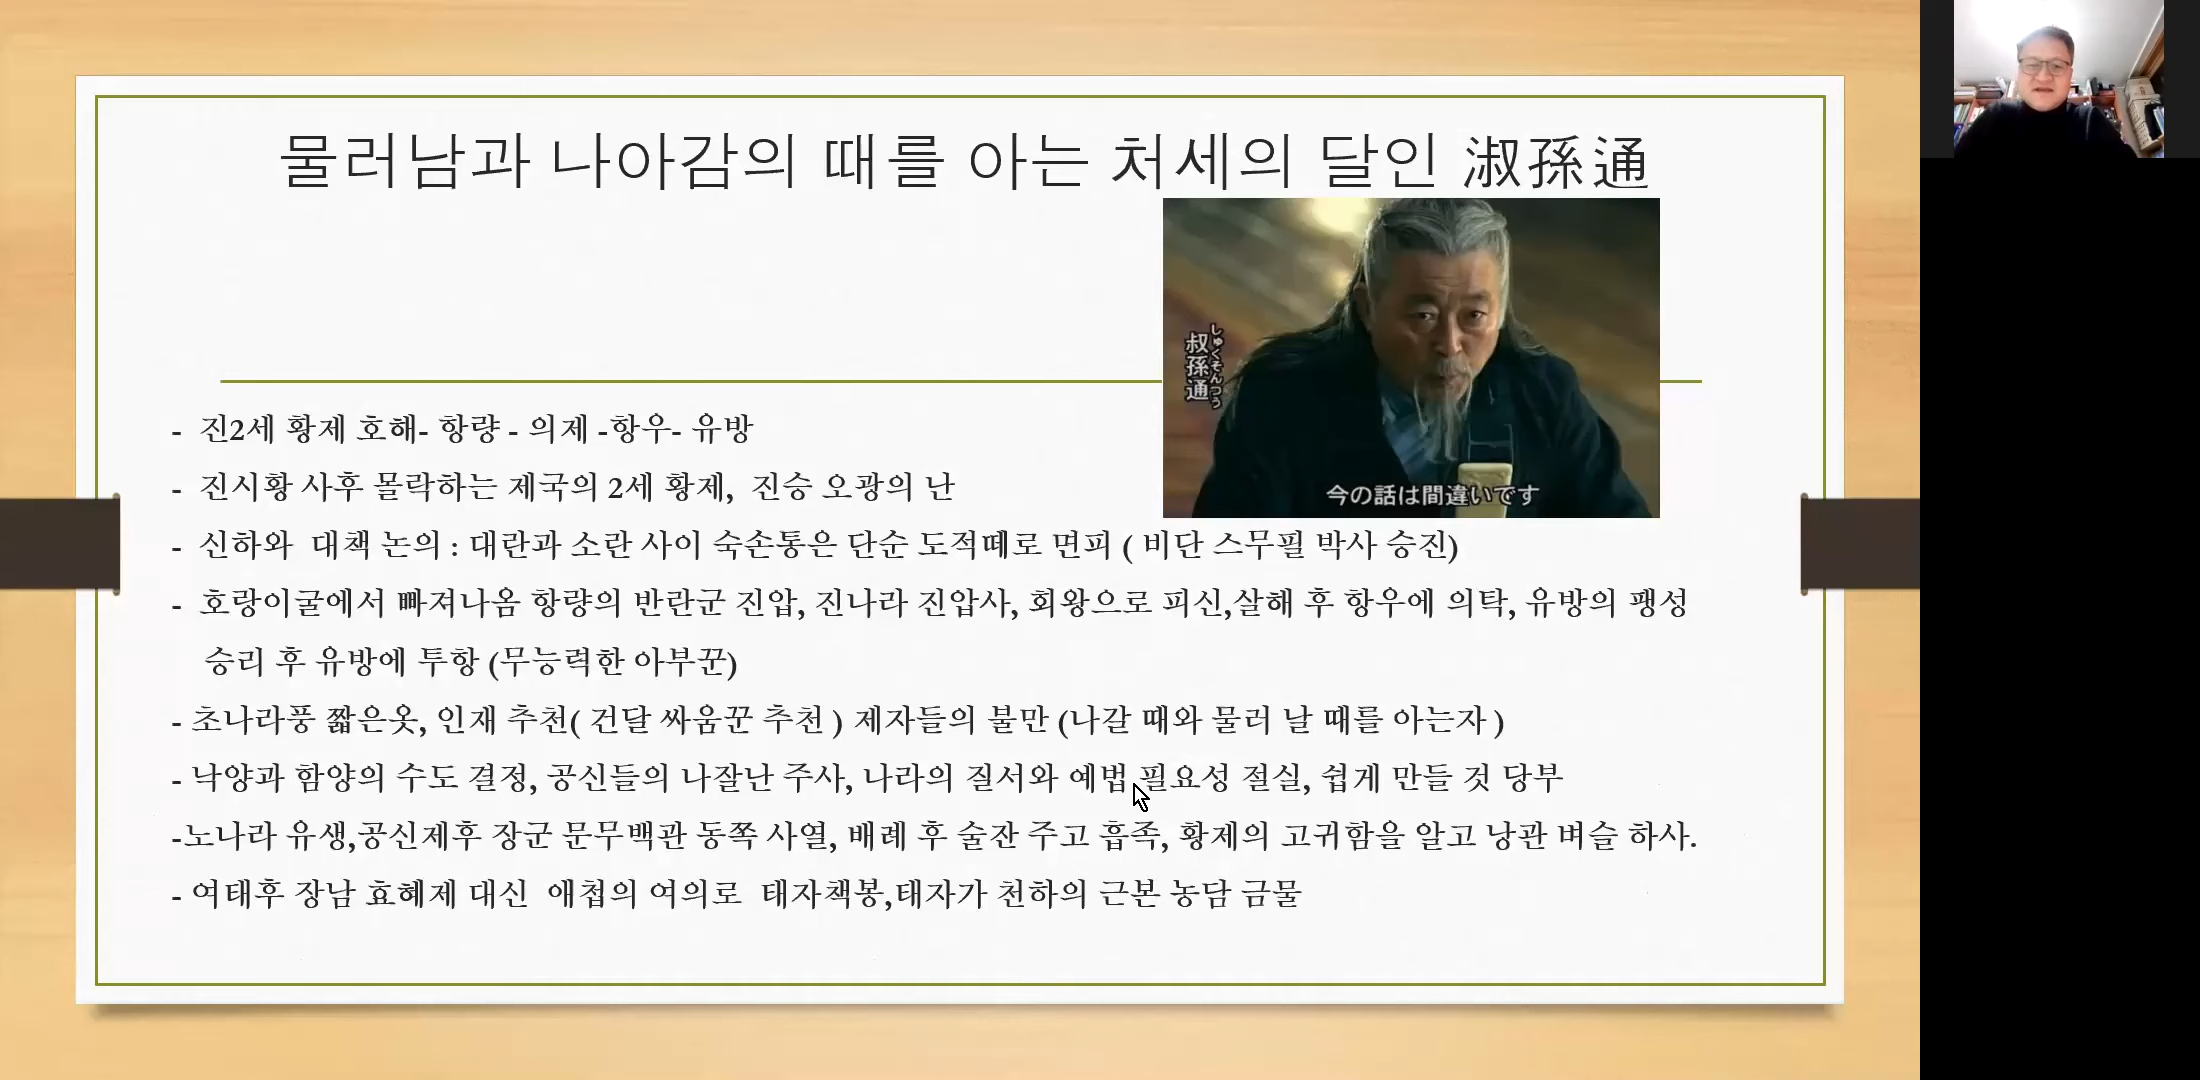 물러남과 나아감의 때를 아는 처세의 달인 淑孫通
しゅくそんつう
叔孫通
今の話は間違いです
- 진2세 황제 호해- 항량 - 의제 -항우- 유방
- 진시황 사후 몰락하는 제국의 2세 황제, 진승 오광의 난
- 신하와 대책 논의 : 대란과 소란 사이 숙손통은 단순 도적떼로 면피 ( 비단 스무필 박사 승진)
- 호랑이굴에서 빠져나옴 항량의 반란군 진압, 진나라 진압사, 회왕으로 피신,살해 후 항우에 의탁, 유방의 팽성
승리 후 유방에 투항 (무능력한 아부꾼)
- 초나라풍 짧은옷, 인재 추천( 건달 싸움꾼 추천 ) 제자들의 불만 (나갈 때와 물러 날 때를 아는자 )
- 낙양과 함양의 수도 결정, 공신들의 나잘난 주사, 나라의 질서와 예법 필요성 절실, 쉽게 만들 것 당부
-노나라 유생,공신제후 장군 문무백관 동쪽 사열, 배례 후 술잔 주고 흡족, 황제의 고귀함을 알고 낭관 벼슬 하사.
- 여태후 장남 효혜제 대신 애첩의 여의로 태자책봉,태자가 천하의 근본 농담 금물